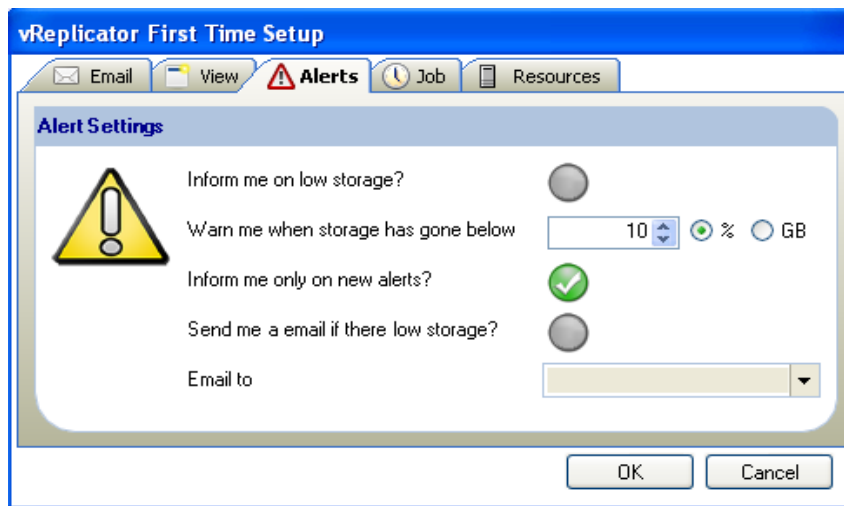 vReplicator First Time Setup
Email View Alerts Job Resources
Alert Settings
Inform me on low storage?
Warn me when storage has gone below 10 % GB
Inform me only on new alerts?
Send me a email if there low storage?
Email to
OK Cancel